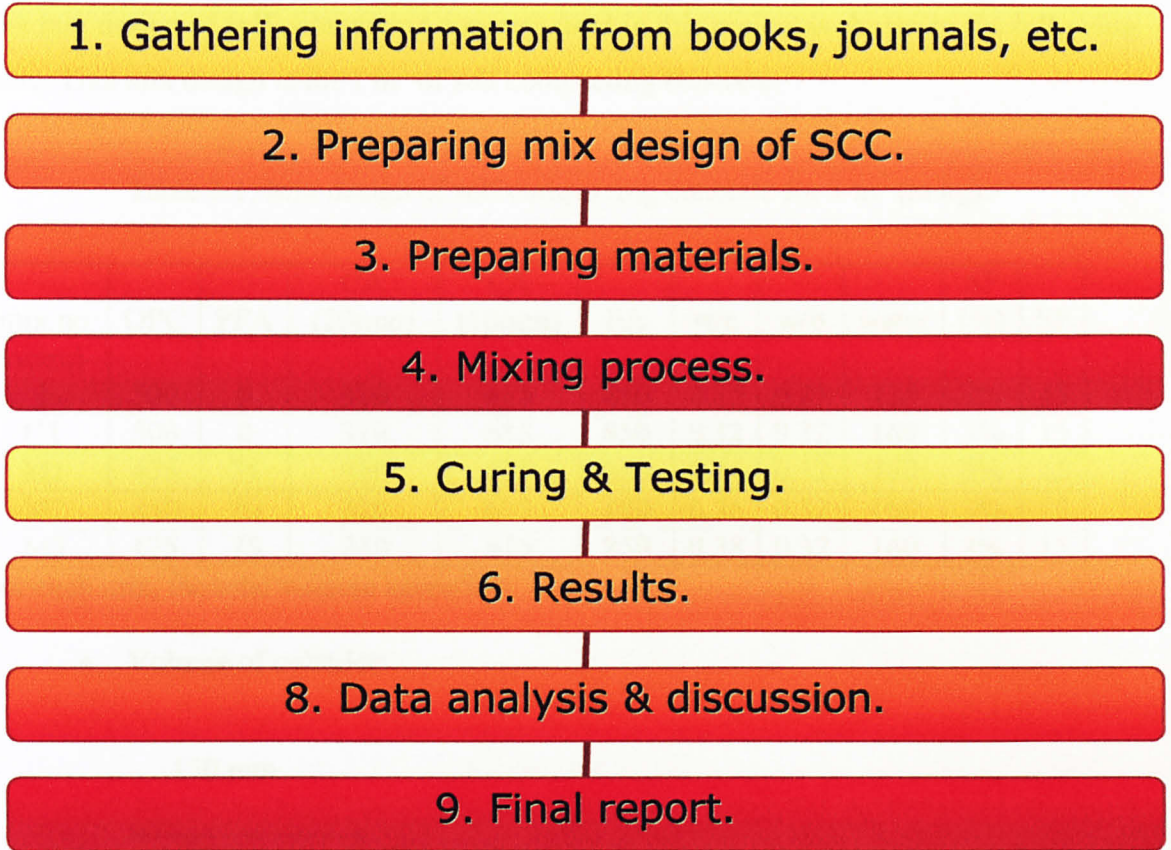 1. Gathering information from books, journals, etc.
2. Preparing mix design of SCC.
3. Preparing materials.
4. Mixing process.
5. Curing & Testing.
6. Results.
8. Data analysis & discussion.
9. Final report.